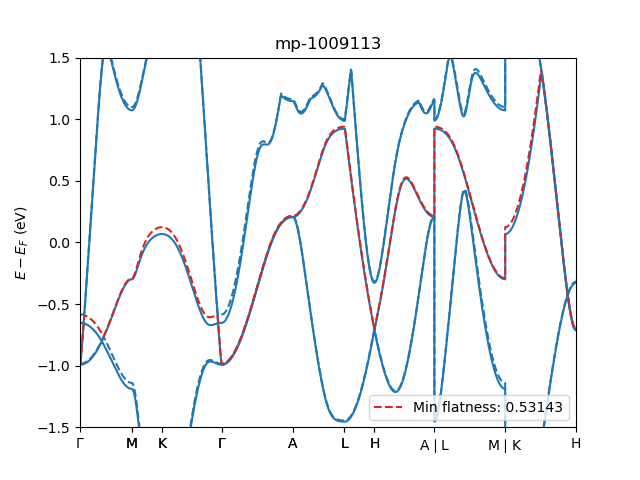 mp-1009113
1.5
1.0
0.5
0.0
−0.5
−1.0
−1.5
E − E_F (eV)
Min flatness: 0.53143
Γ M K Γ A L H A | L M | K H